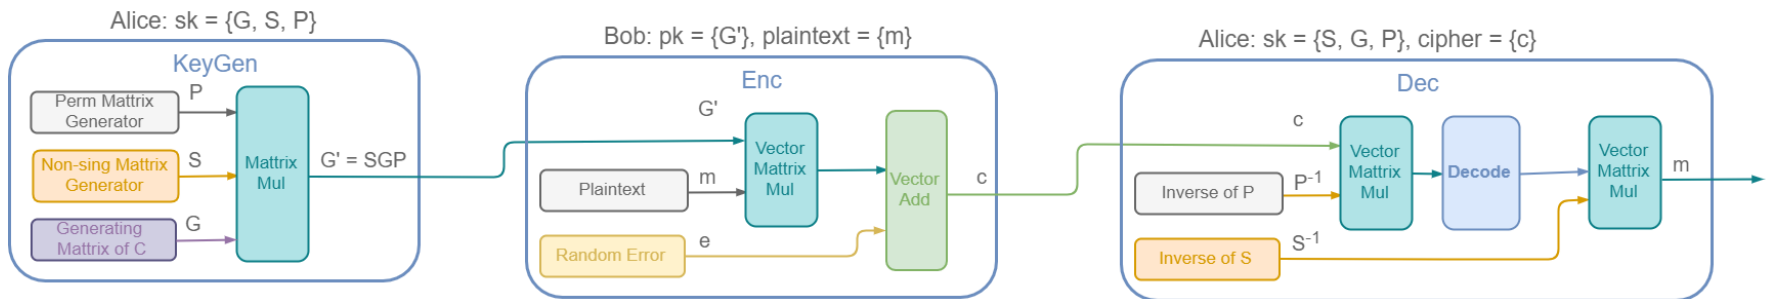 Alice: sk = {G, S, P}
KeyGen
Perm Mattrix
Generator
P
Non-sing Mattrix
Generator
S
Generating
Mattrix of C
G
Mattrix
Mul
G' = SGP
Bob: pk = {G'}, plaintext = {m}
Enc
G'
Plaintext
m
Random Error
e
Vector
Mattrix
Mul
Vector
Add
c
Alice: sk = {S, G, P}, cipher = {c}
Dec
c
Inverse of P
P⁻¹
Inverse of S
S⁻¹
Vector
Mattrix
Mul
Decode
Vector
Mattrix
Mul
m